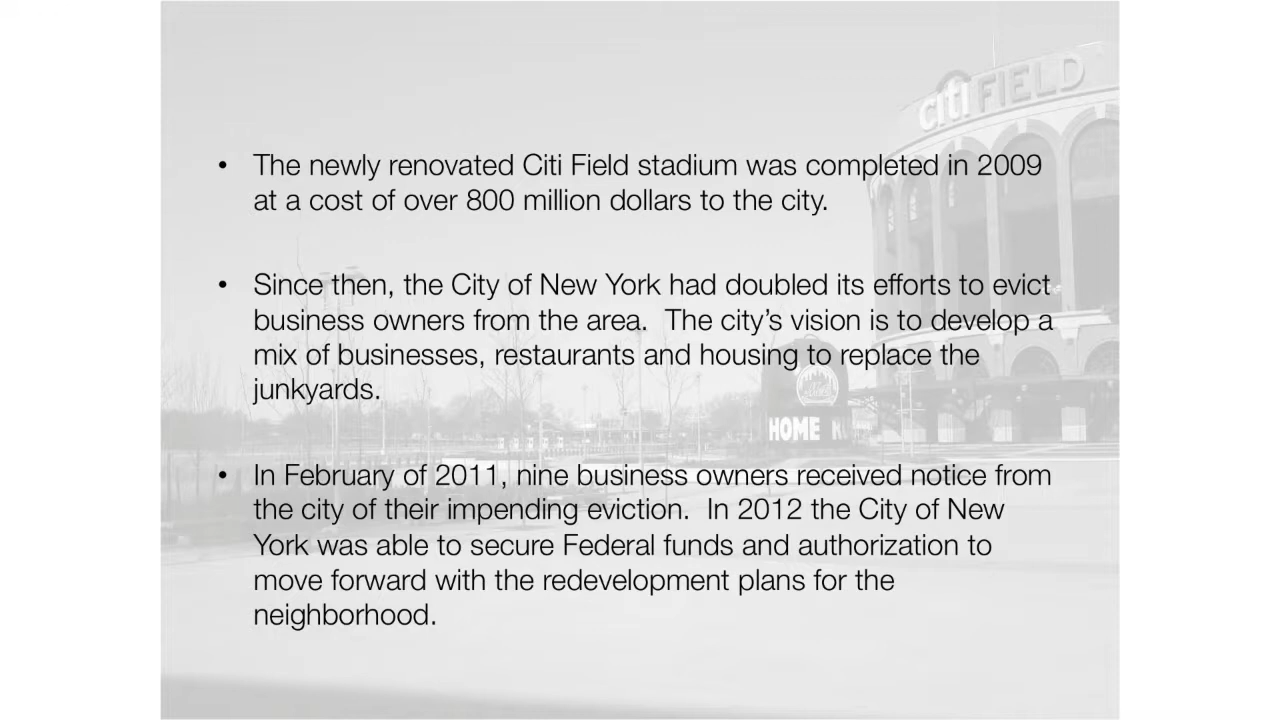 citi FIELD
• The newly renovated Citi Field stadium was completed in 2009
at a cost of over 800 million dollars to the city.
• Since then, the City of New York had doubled its efforts to evict
business owners from the area.  The city’s vision is to develop a
mix of businesses, restaurants and housing to replace the
junkyards.
HOME R
• In February of 2011, nine business owners received notice from
the city of their impending eviction.  In 2012 the City of New
York was able to secure Federal funds and authorization to
move forward with the redevelopment plans for the
neighborhood.